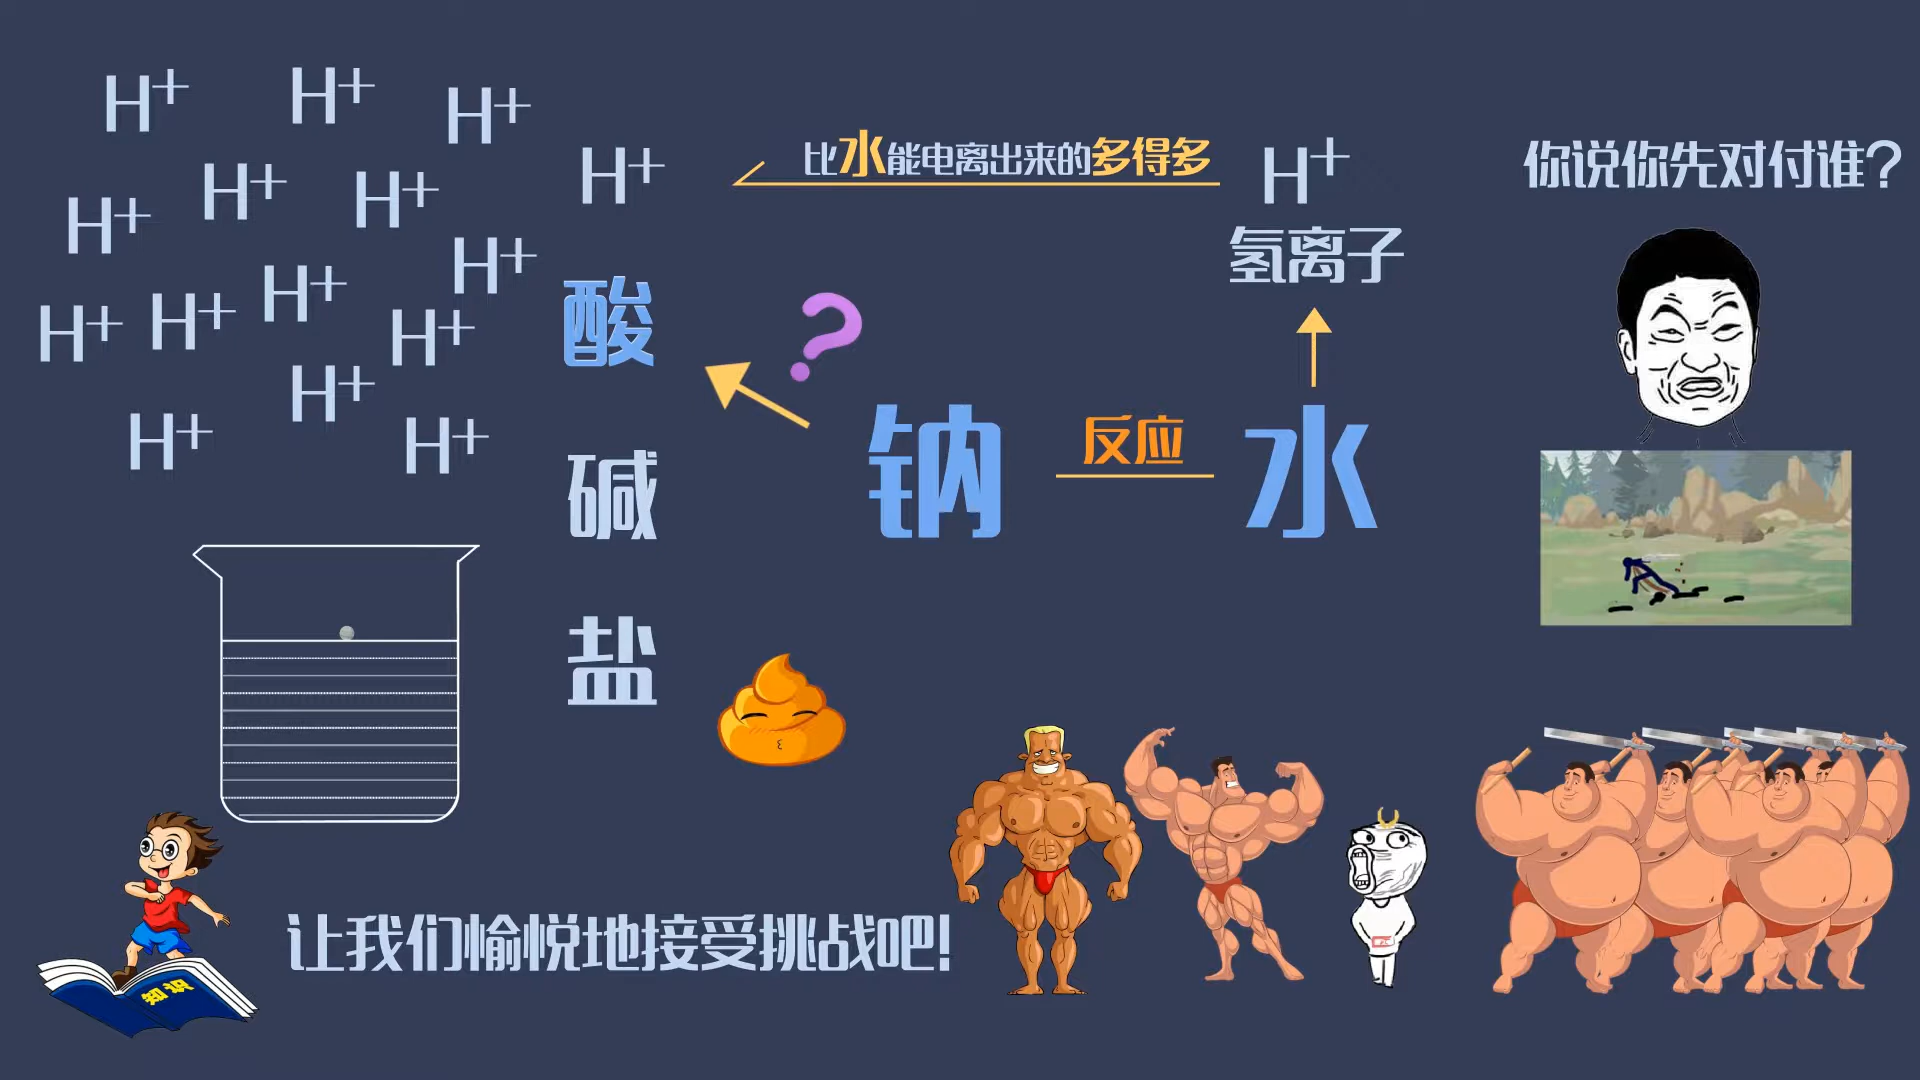 H⁺ H⁺ H⁺
H⁺ H⁺ H⁺ H⁺
H⁺ H⁺ H⁺
H⁺ H⁺ H⁺
H⁺ H⁺ H⁺
比水能电离出来的多得多
H⁺
氢离子
你说你先对付谁?
酸
?
碱
盐
钠
反应
水
让我们愉悦地接受挑战吧!
知识